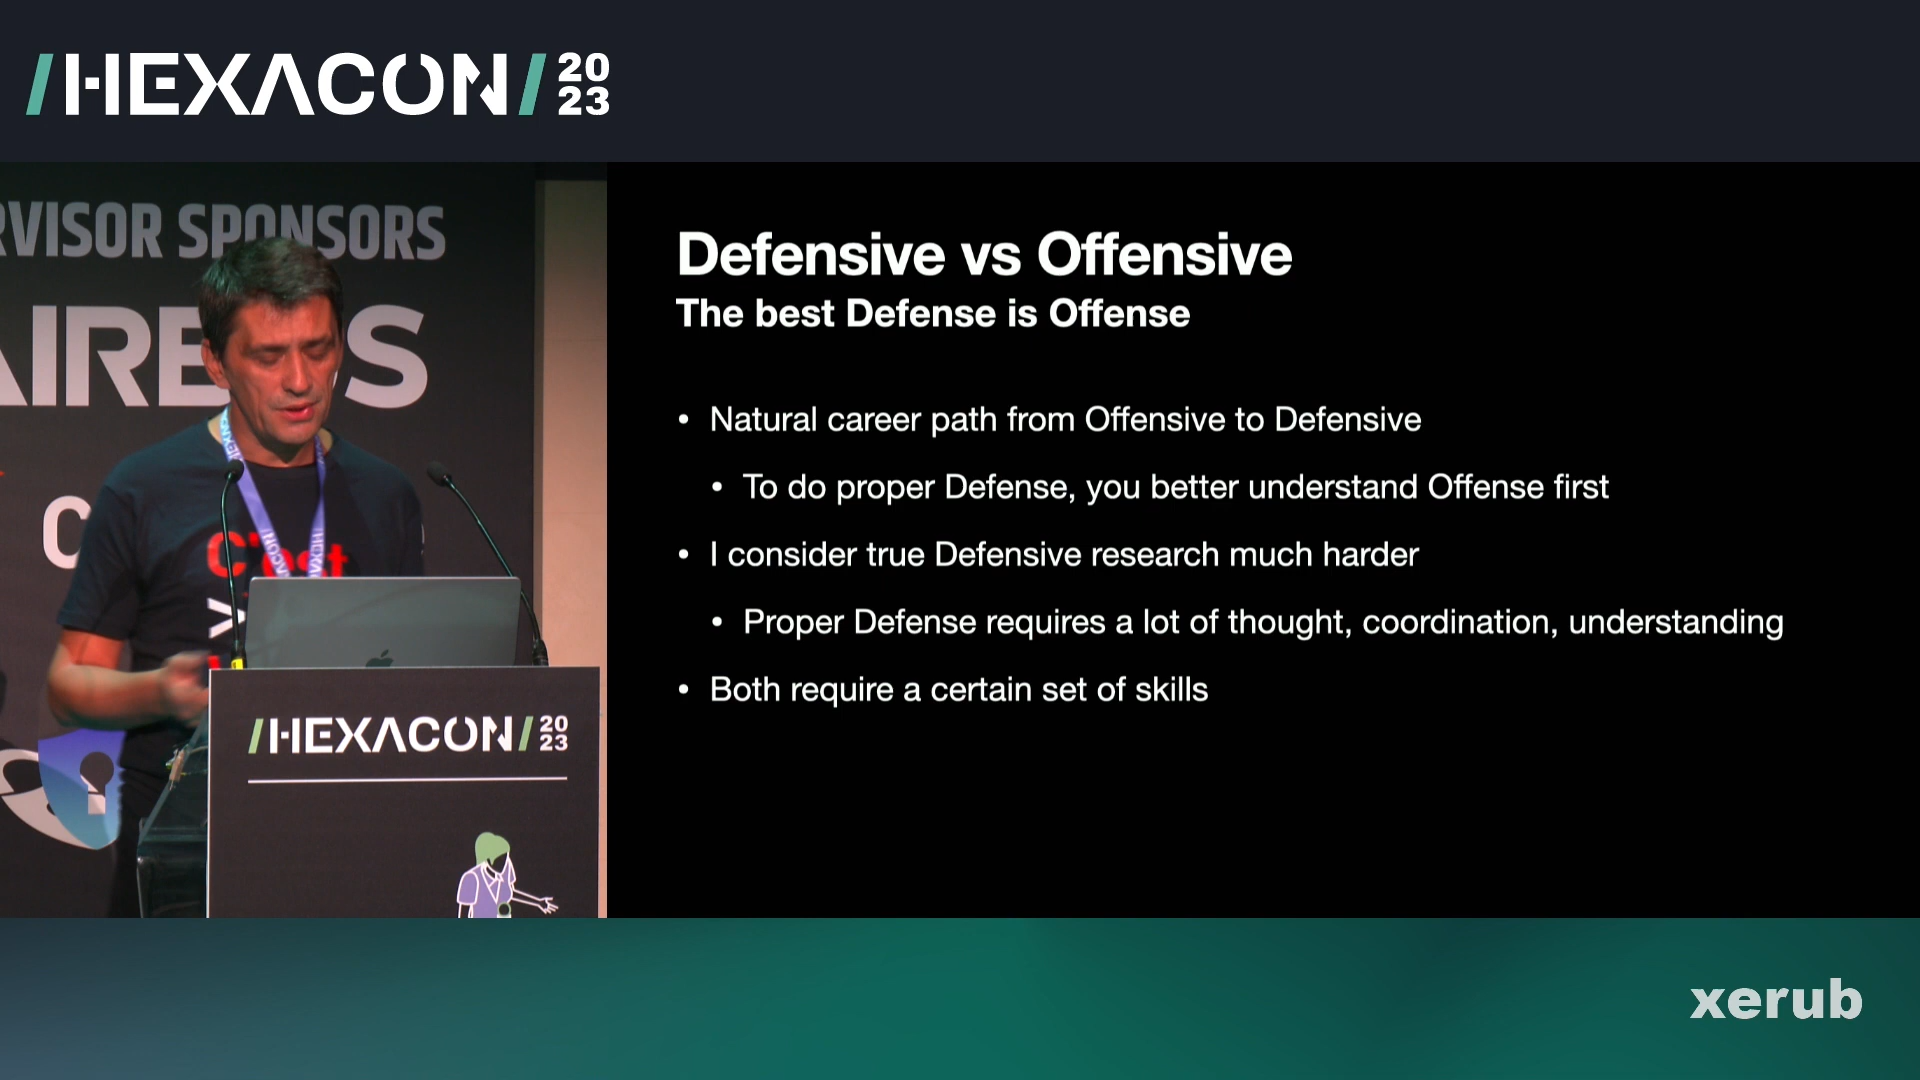 /HEXACON/ 20
23
RVISOR SPONSORS
AIRBUS
Defensive vs Offensive
The best Defense is Offense
• Natural career path from Offensive to Defensive
• To do proper Defense, you better understand Offense first
• I consider true Defensive research much harder
• Proper Defense requires a lot of thought, coordination, understanding
• Both require a certain set of skills
C'est
/HEXACON/ 20
23
xerub